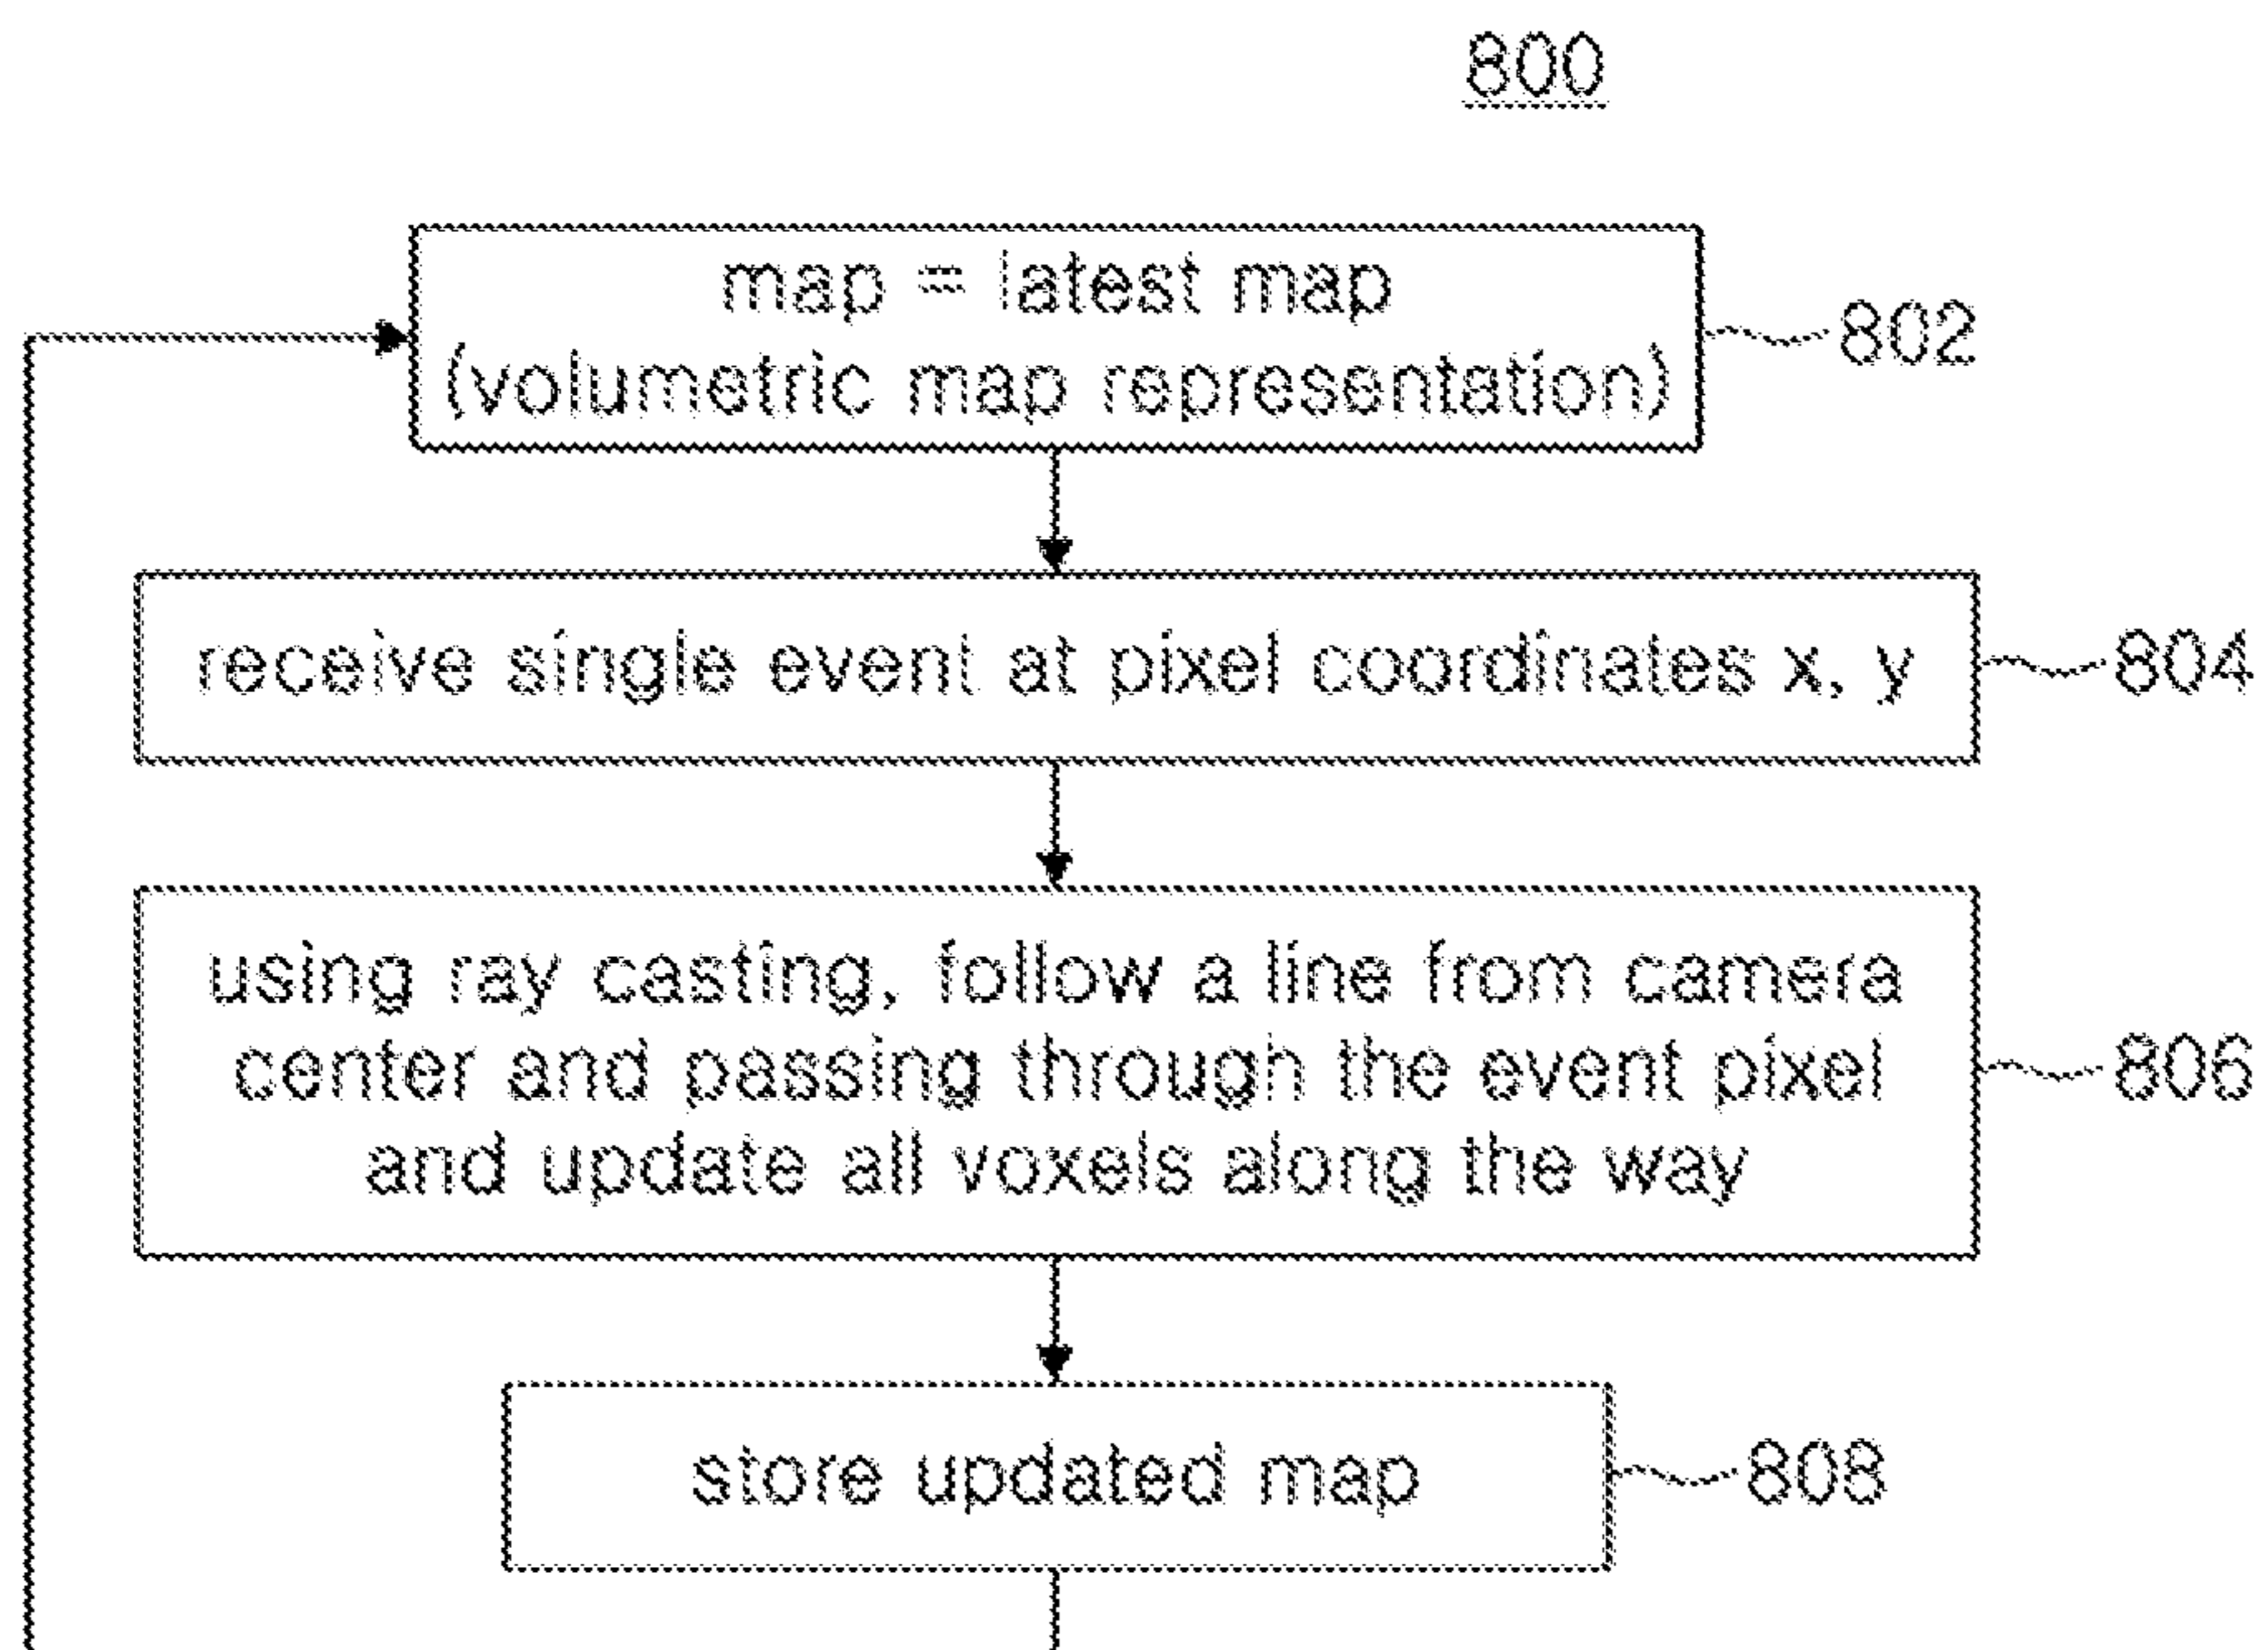 800
map = latest map
(volumetric map representation)
802
receive single event at pixel coordinates x, y
804
using ray casting, follow a line from camera
center and passing through the event pixel
and update all voxels along the way
806
store updated map
808